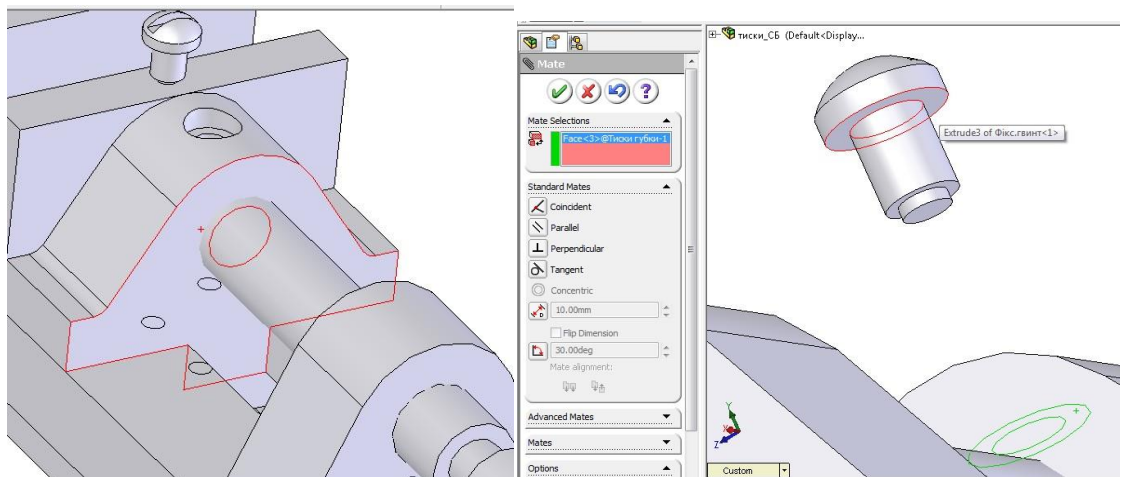 Mate
Mate Selections
Face<3>@Тиски губки-1
Standard Mates
Coincident
Parallel
Perpendicular
Tangent
Concentric
10.00mm
Flip Dimension
30.00deg
Mate alignment:
Advanced Mates
Mates
Options
тиски_СБ (Default<Display...
Extrude3 of Фікс.гвинт<1>
Y
X
Z
Custom